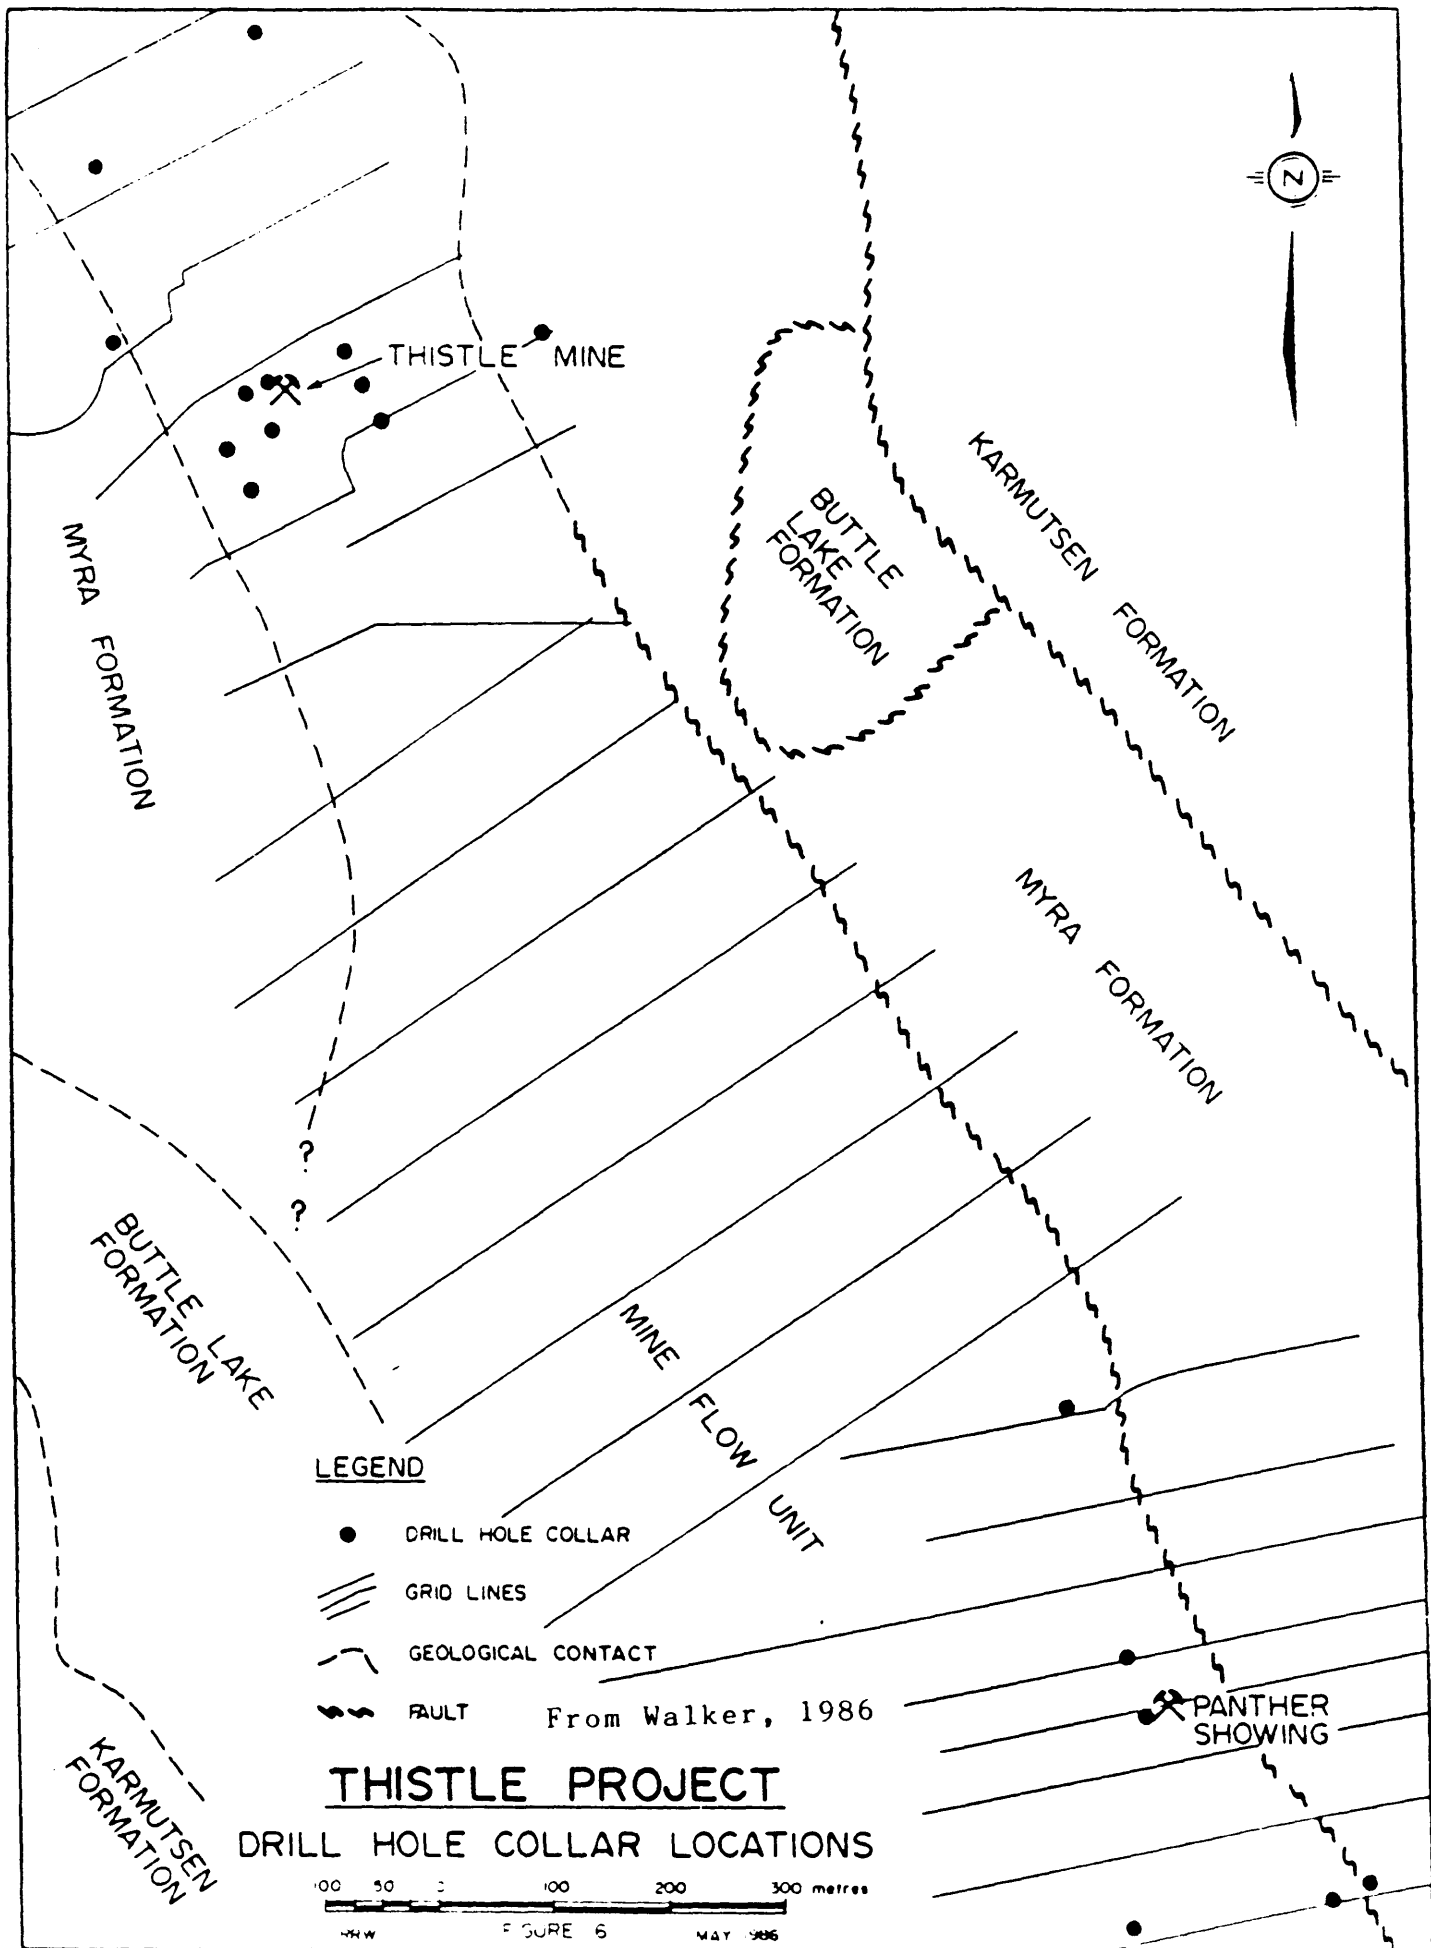 N
THISTLE MINE
KARMUTSEN FORMATION
BUTTLE
LAKE
FORMATION
MYRA FORMATION
MYRA FORMATION
?
?
BUTTLE LAKE
FORMATION
MINE FLOW UNIT
LEGEND
DRILL HOLE COLLAR
GRID LINES
GEOLOGICAL CONTACT
FAULT
From Walker, 1986
PANTHER
SHOWING
KARMUTSEN
FORMATION
THISTLE PROJECT
DRILL HOLE COLLAR LOCATIONS
100 50 100 200 300 metres
RRW 6 MAY